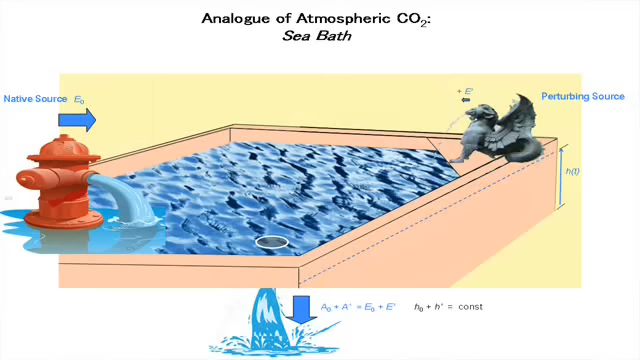 Analogue of Atmospheric CO₂:
Sea Bath
Native Source E₀
+ E'
Perturbing Source
h(t)
A₀ + A' = E₀ + E' h₀ + h' = const